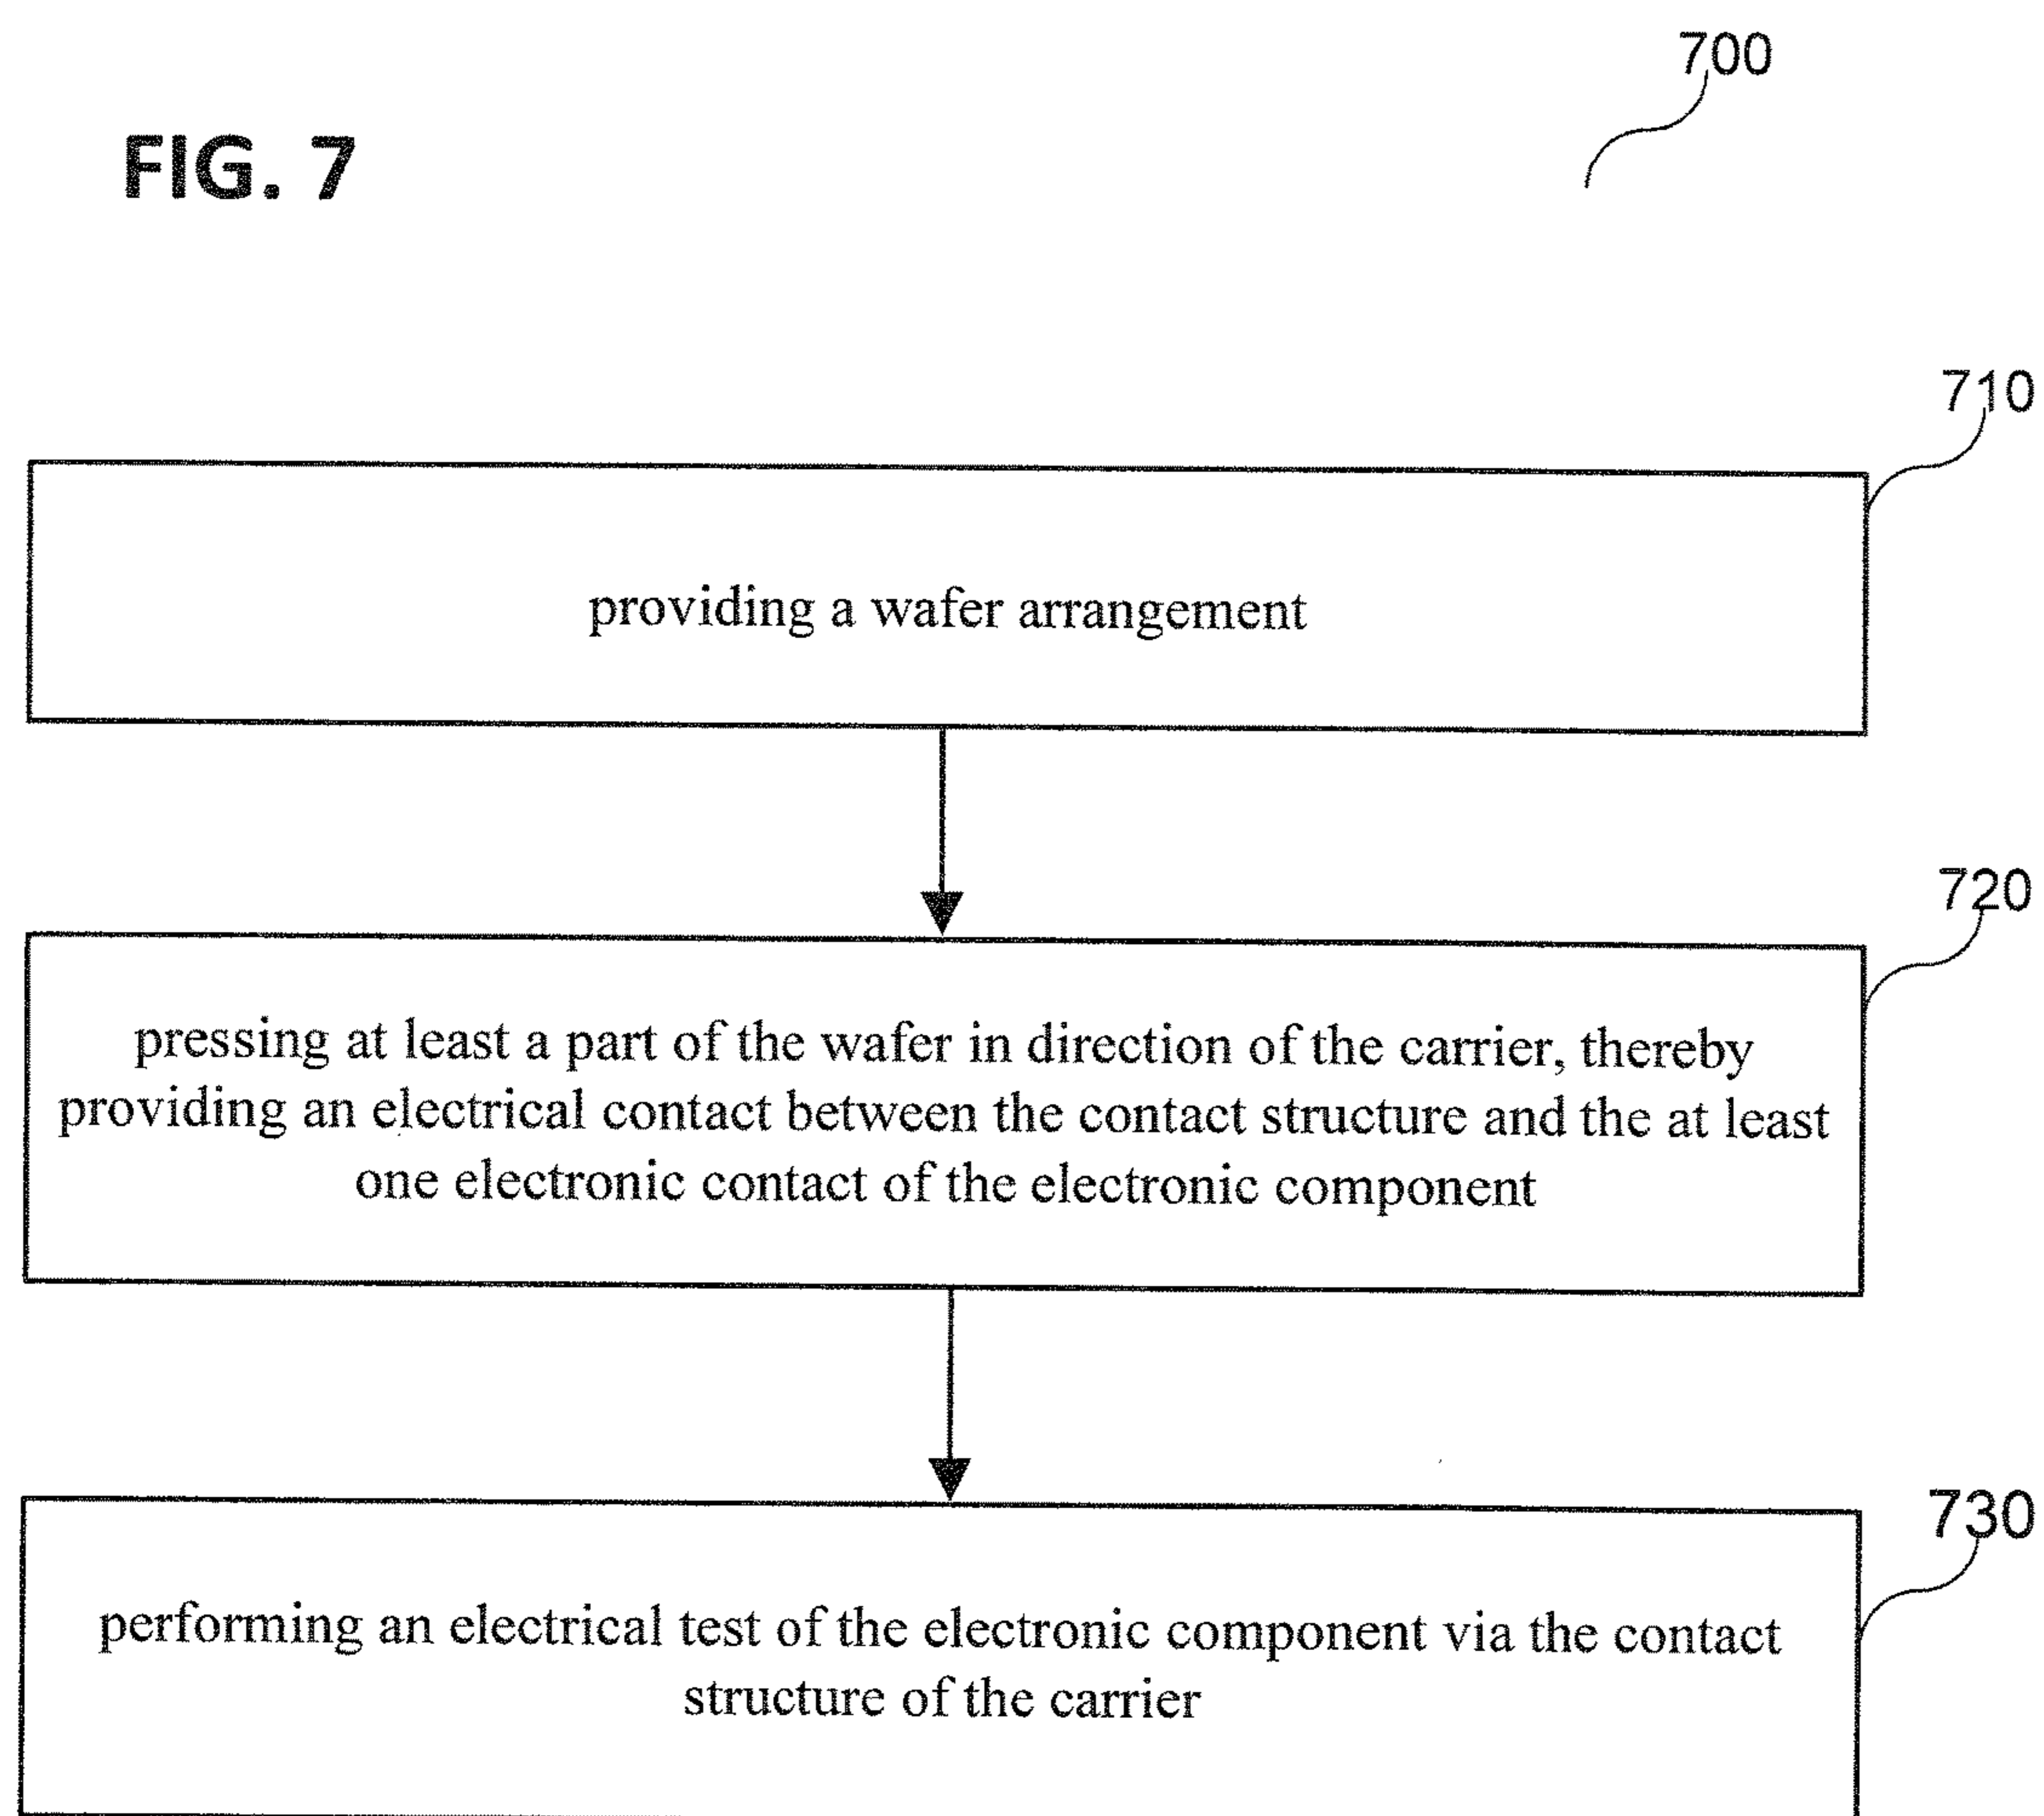 700
FIG. 7
710
providing a wafer arrangement
720
pressing at least a part of the wafer in direction of the carrier, thereby
providing an electrical contact between the contact structure and the at least
one electronic contact of the electronic component
730
performing an electrical test of the electronic component via the contact
structure of the carrier